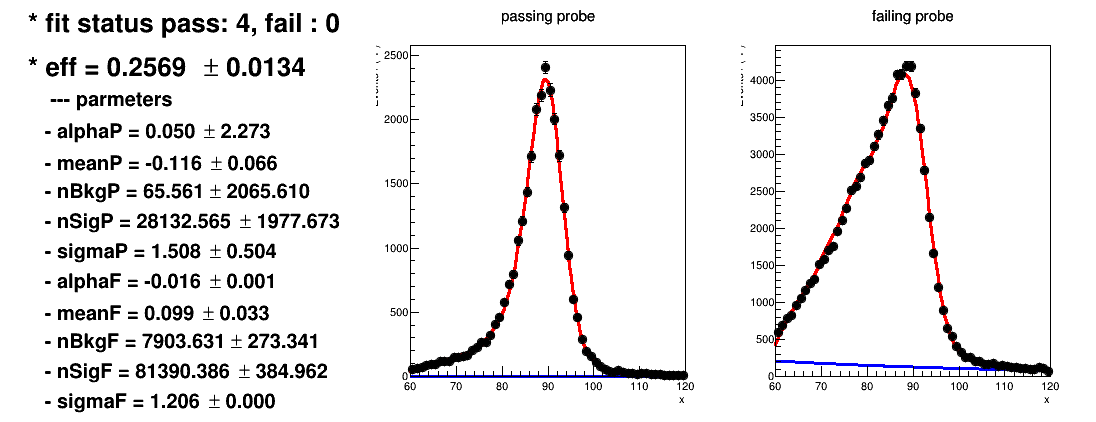 * fit status pass: 4, fail : 0
* eff = 0.2569 ± 0.0134
--- parmeters
- alphaP = 0.050 ± 2.273
- meanP = -0.116 ± 0.066
- nBkgP = 65.561 ± 2065.610
- nSigP = 28132.565 ± 1977.673
- sigmaP = 1.508 ± 0.504
- alphaF = -0.016 ± 0.001
- meanF = 0.099 ± 0.033
- nBkgF = 7903.631 ± 273.341
- nSigF = 81390.386 ± 384.962
- sigmaF = 1.206 ± 0.000
passing probe
2500
2000
1500
1000
500
0
60 70 80 90 100 110 120
x
failing probe
4000
3500
3000
2500
2000
1500
1000
500
0
60 70 80 90 100 110 120
x